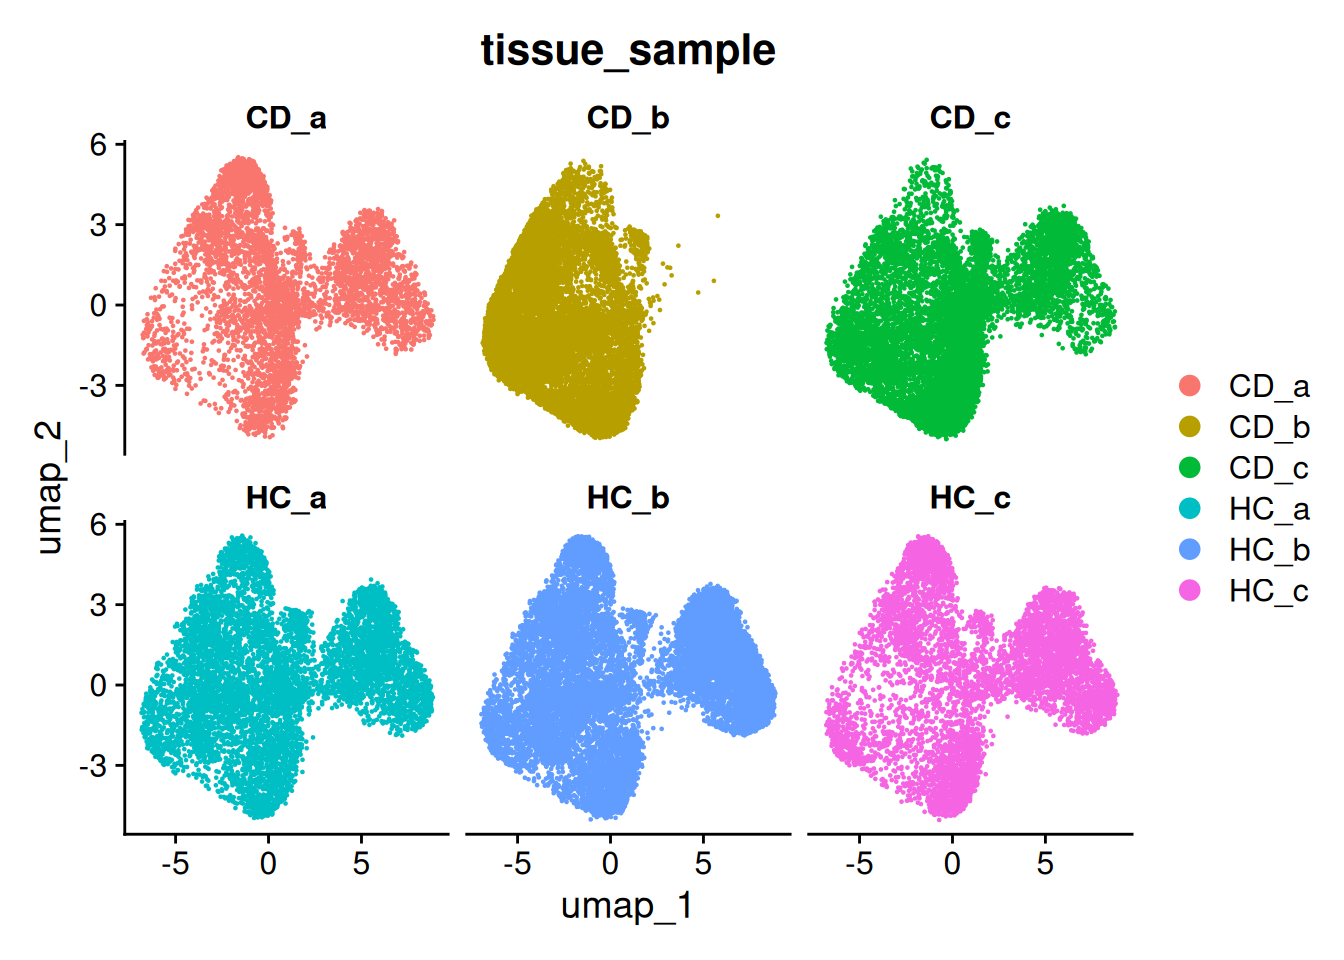 tissue_sample
CD_a
CD_b
CD_c
6
3
0
-3
HC_a
HC_b
HC_c
6
3
0
-3
-5
0
5
-5
0
5
-5
0
5
umap_1
umap_2
CD_a
CD_b
CD_c
HC_a
HC_b
HC_c